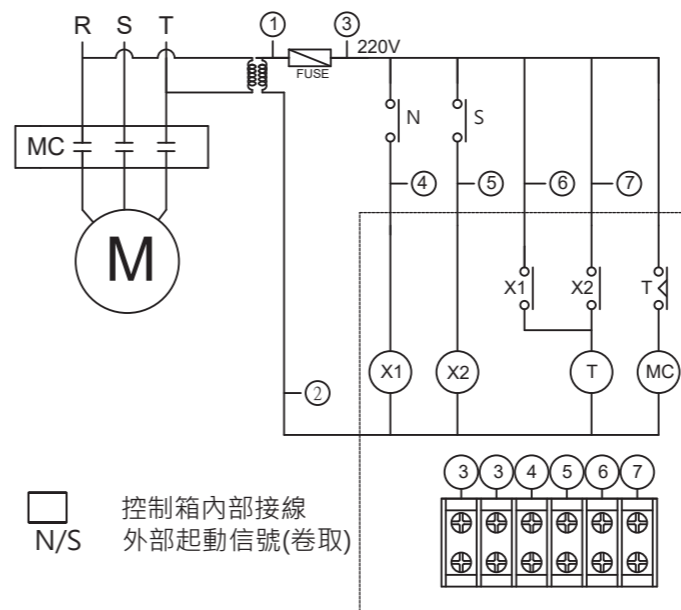 R S T
① ③ 220V
FUSE
N S
MC
④ ⑤ ⑥ ⑦
M
X1 X2 T
X1 X2 T MC
②
③ ③ ④ ⑤ ⑥ ⑦
控制箱內部接線
N/S 外部起動信號(卷取)